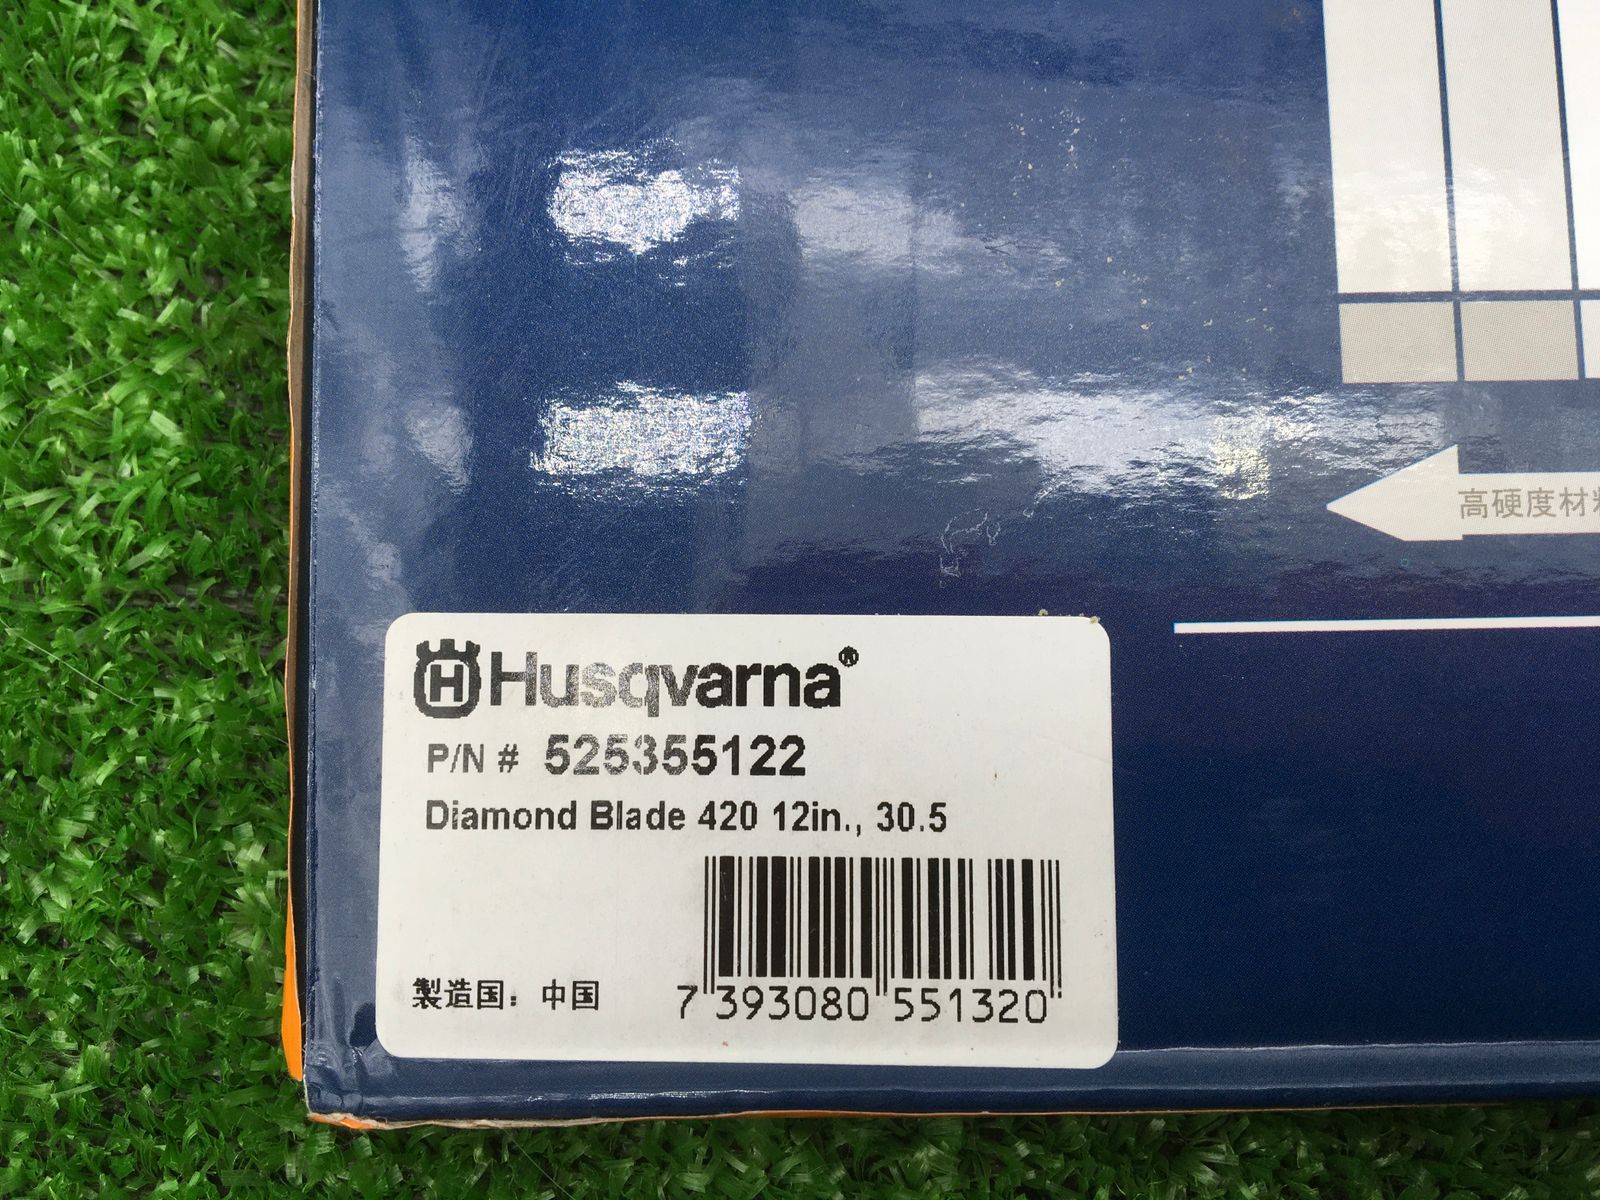 高硬度材
Husqvarna®
P/N # 525355122
Diamond Blade 420 12in., 30.5
製造国：中国
7 393080 551320